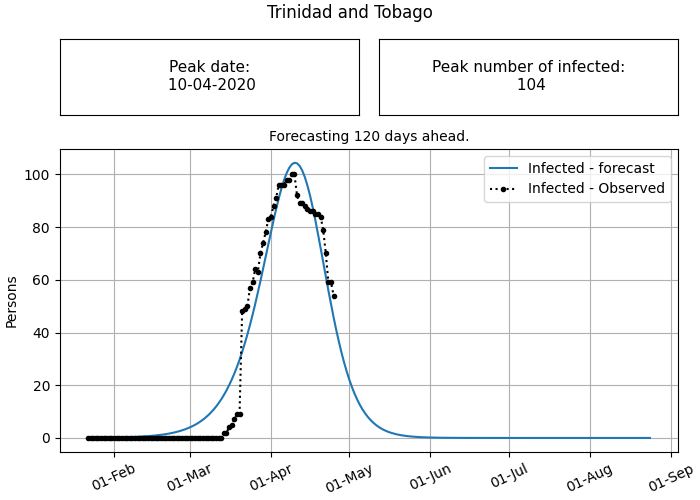 Trinidad and Tobago
Peak date:
10-04-2020
Peak number of infected:
104
Forecasting 120 days ahead.
Infected - forecast
Infected - Observed
Persons
100
80
60
40
20
0
01-Feb
01-Mar
01-Apr
01-May
01-Jun
01-Jul
01-Aug
01-Sep